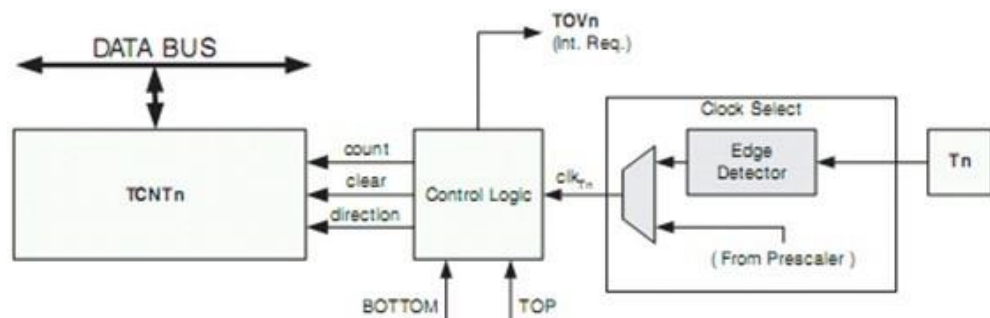 TOVn
(Int. Req.)
DATA BUS
Clock Select
TCNTn
count
clear
direction
Control Logic
clkTn
Edge
Detector
Tn
( From Prescaler )
BOTTOM
TOP